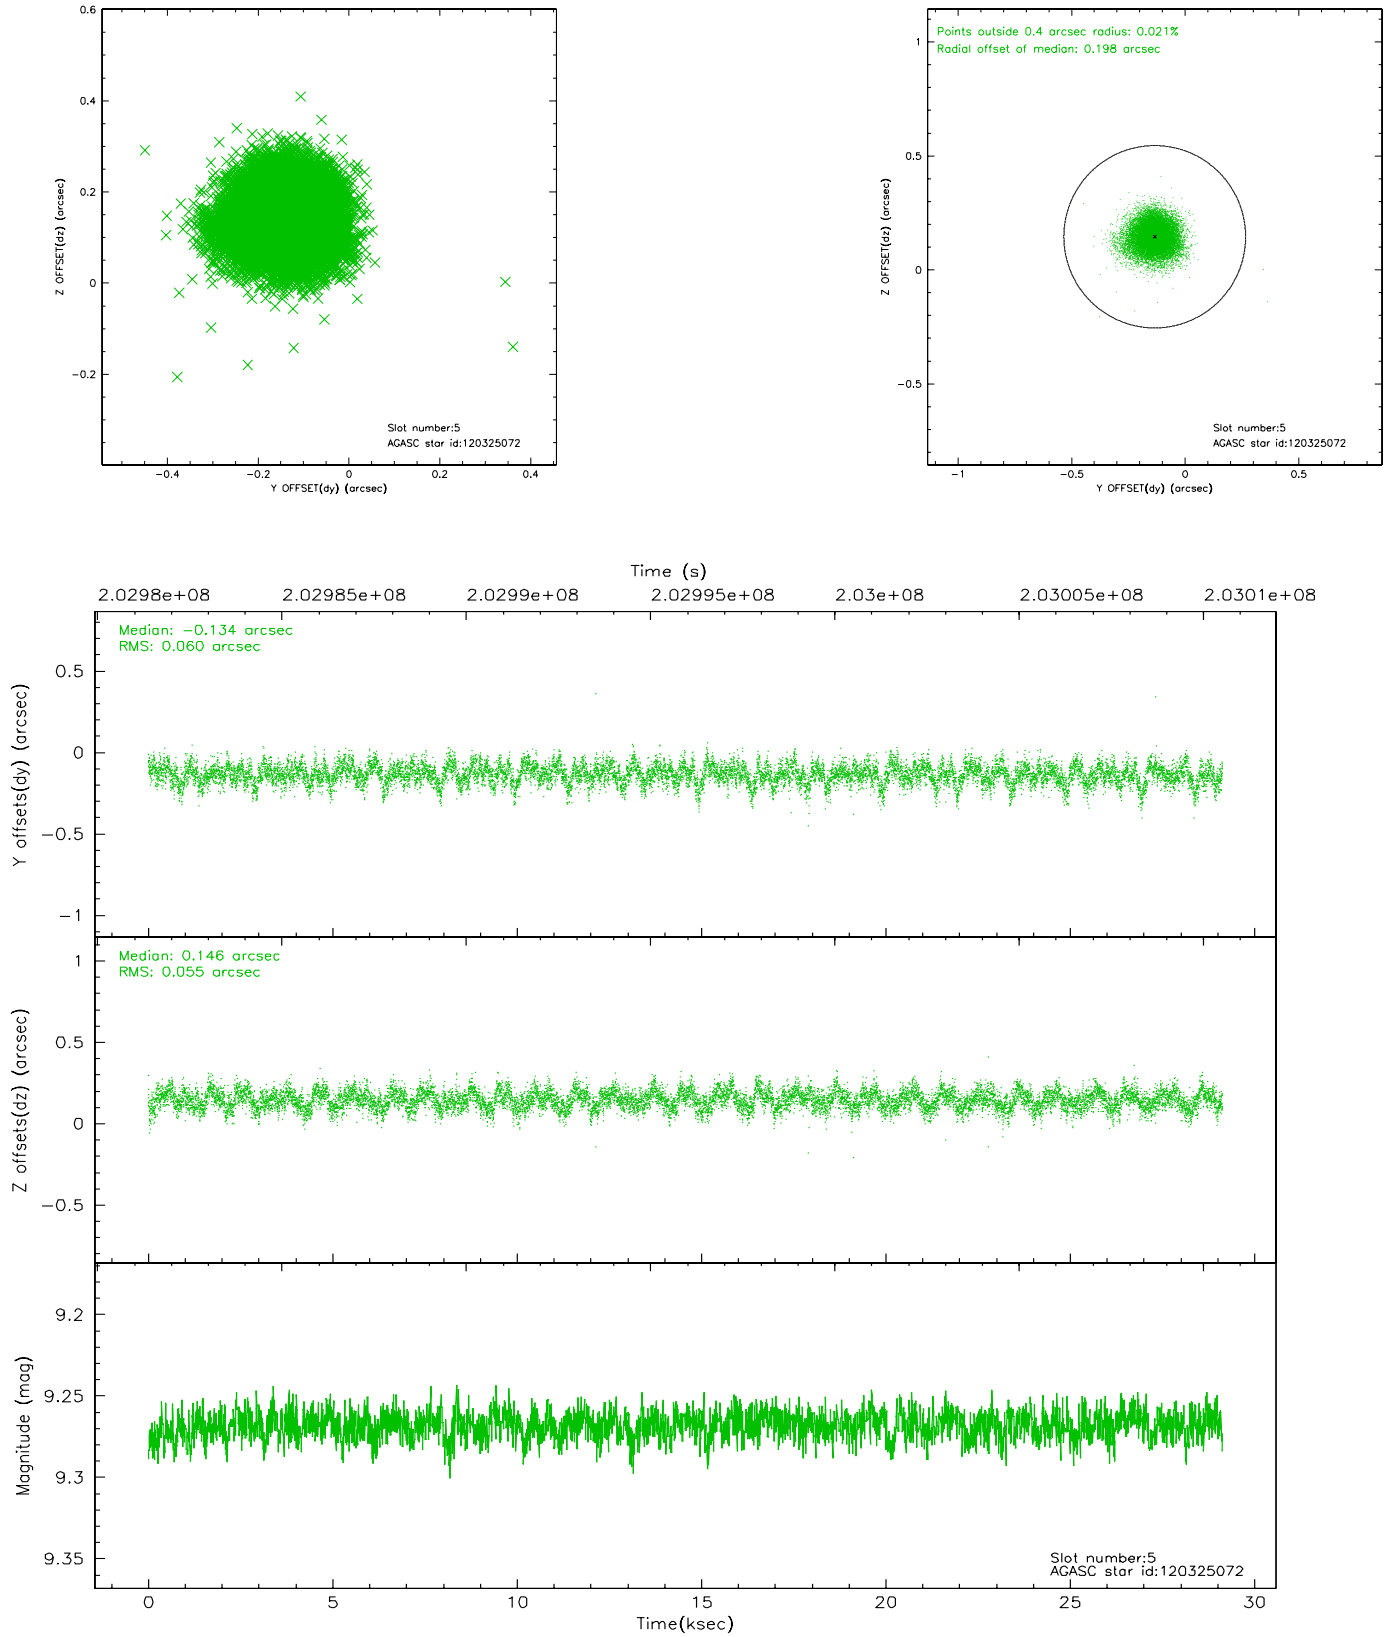 0.6
0.4
0.2
0
−0.2
Z OFFSET(dz) (arcsec)
−0.4 −0.2 0 0.2 0.4
Y OFFSET(dy) (arcsec)
Slot number:5
AGASC star id:120325072
Points outside 0.4 arcsec radius: 0.021%
Radial offset of median: 0.198 arcsec
1
0.5
0
−0.5
Z OFFSET(dz) (arcsec)
−1 −0.5 0 0.5
Y OFFSET(dy) (arcsec)
Slot number:5
AGASC star id:120325072
Time (s)
2.0298e+08 2.02985e+08 2.0299e+08 2.02995e+08 2.03e+08 2.03005e+08 2.0301e+08
Median: −0.134 arcsec
RMS: 0.060 arcsec
0.5
0
−0.5
−1
Y offsets(dy) (arcsec)
Median: 0.146 arcsec
RMS: 0.055 arcsec
1
0.5
0
−0.5
Z offsets(dz) (arcsec)
9.2
9.25
9.3
9.35
Magnitude (mag)
Slot number:5
AGASC star id:120325072
0 5 10 15 20 25 30
Time(ksec)